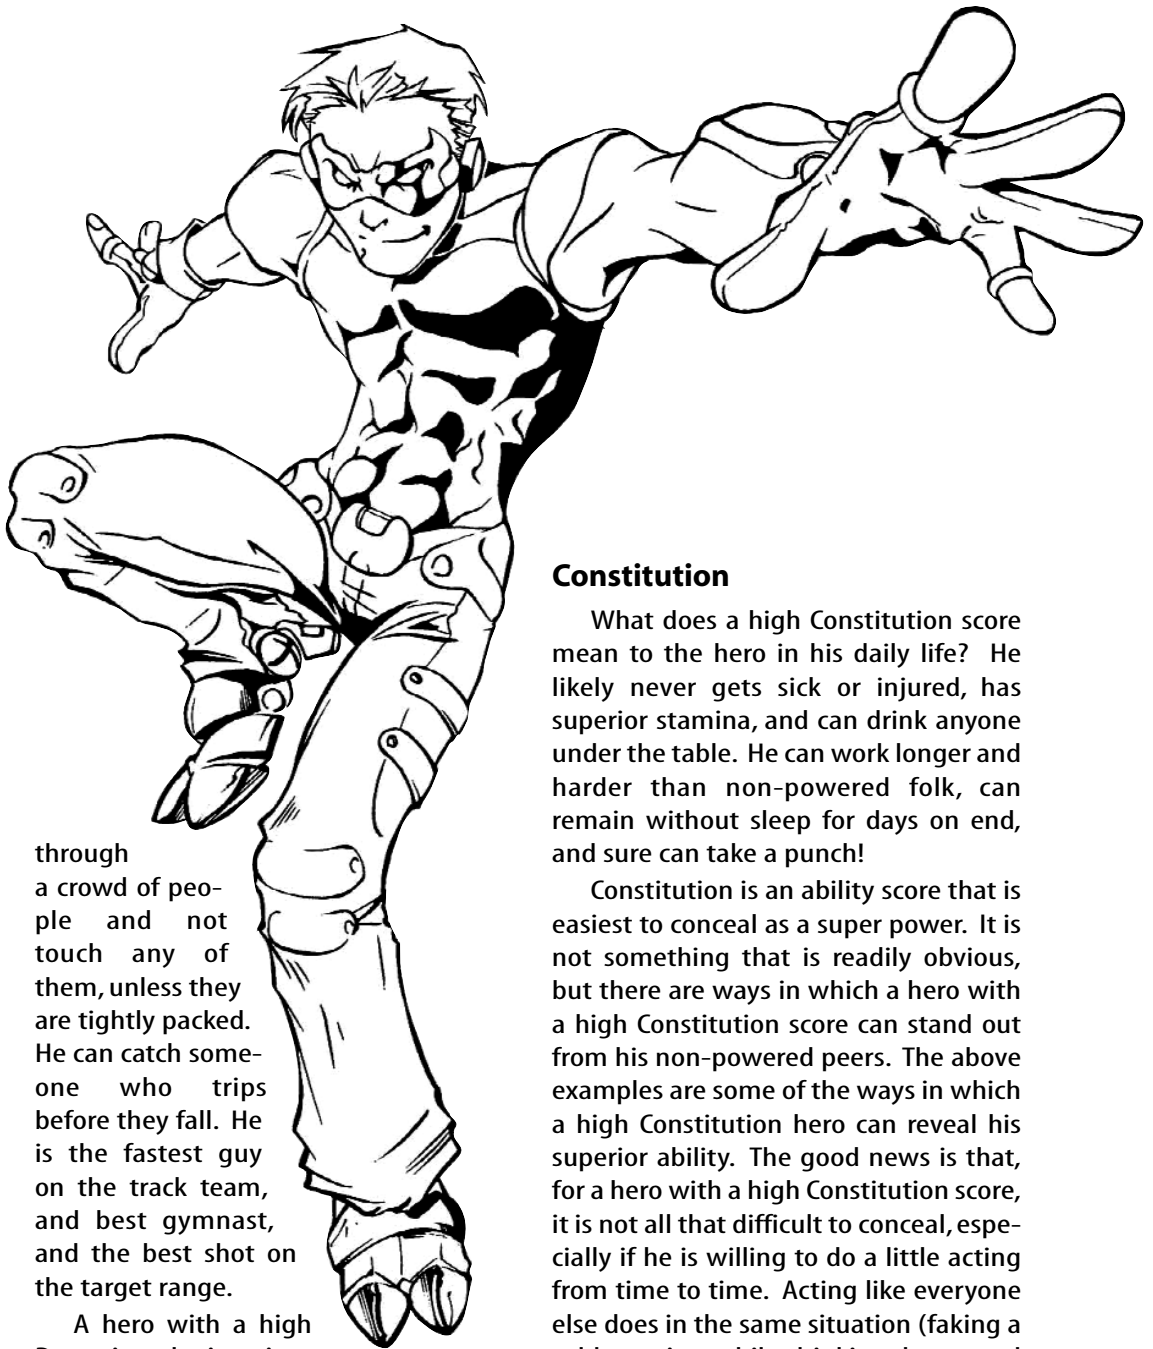 through
a crowd of peo-
ple and not
touch any of
them, unless they
are tightly packed.
He can catch some-
one who trips
before they fall. He
is the fastest guy
on the track team,
and best gymnast,
and the best shot on
the target range.
A hero with a high
Constitution
What does a high Constitution score
mean to the hero in his daily life? He
likely never gets sick or injured, has
superior stamina, and can drink anyone
under the table. He can work longer and
harder than non-powered folk, can
remain without sleep for days on end,
and sure can take a punch!
Constitution is an ability score that is
easiest to conceal as a super power. It is
not something that is readily obvious,
but there are ways in which a hero with
a high Constitution score can stand out
from his non-powered peers. The above
examples are some of the ways in which
a high Constitution hero can reveal his
superior ability. The good news is that,
for a hero with a high Constitution score,
it is not all that difficult to conceal, espe-
cially if he is willing to do a little acting
from time to time. Acting like everyone
else does in the same situation (faking a